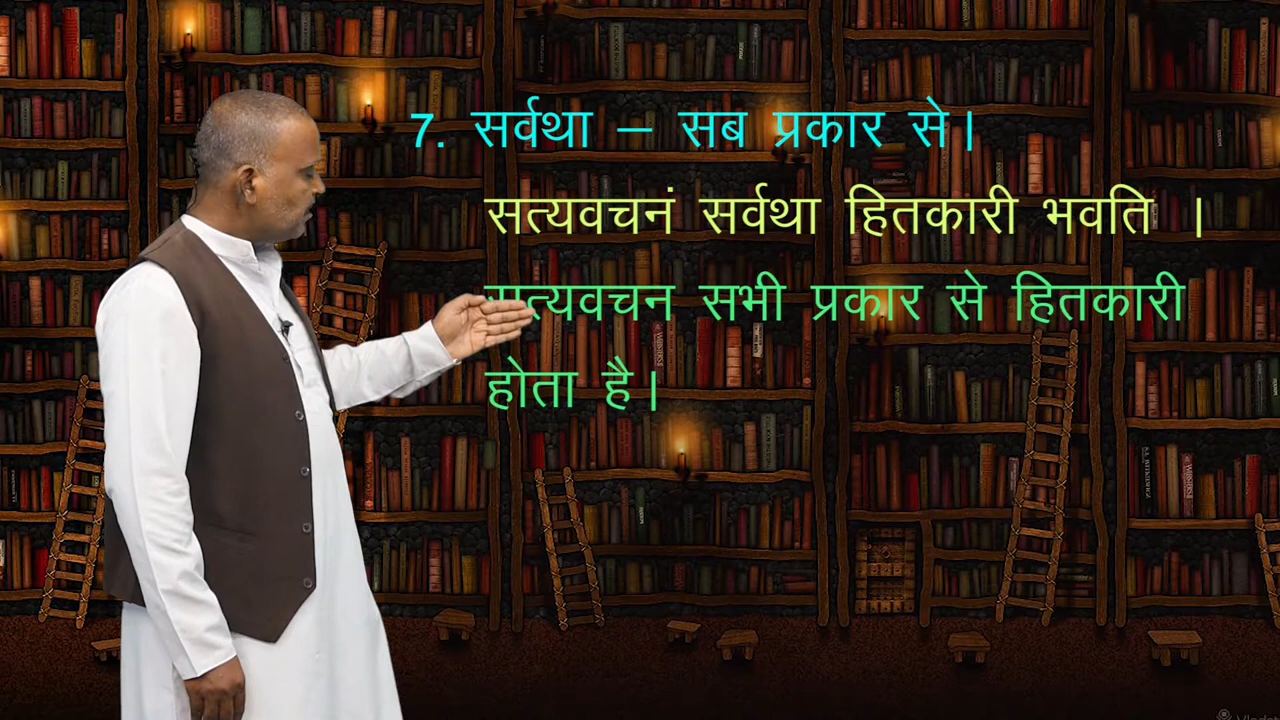 7. सर्वथा – सब प्रकार से।
सत्यवचनं सर्वथा हितकारी भवति ।
सत्यवचन सभी प्रकार से हितकारी
होता है।